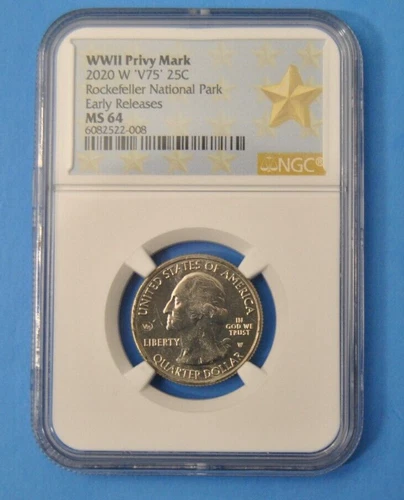 WWII Privy Mark
2020 W 'V75' 25C
Rockefeller National Park
Early Releases
MS 64
6082522-008
NGC®
UNITED STATES OF AMERICA
IN
GOD WE
TRUST
LIBERTY
W
QUARTER DOLLAR